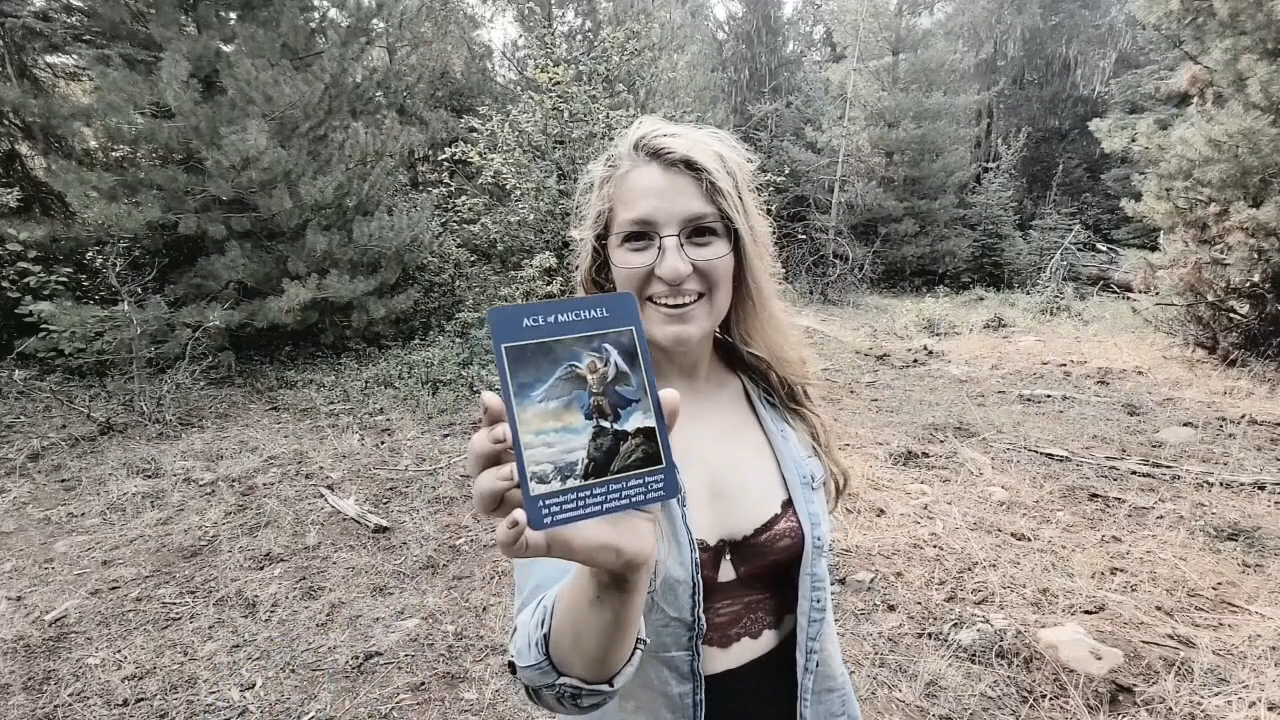 ACE of MICHAEL
A wonderful new idea! Don't allow bumps
in the road to hinder your progress. Clear
up communication problems with others.